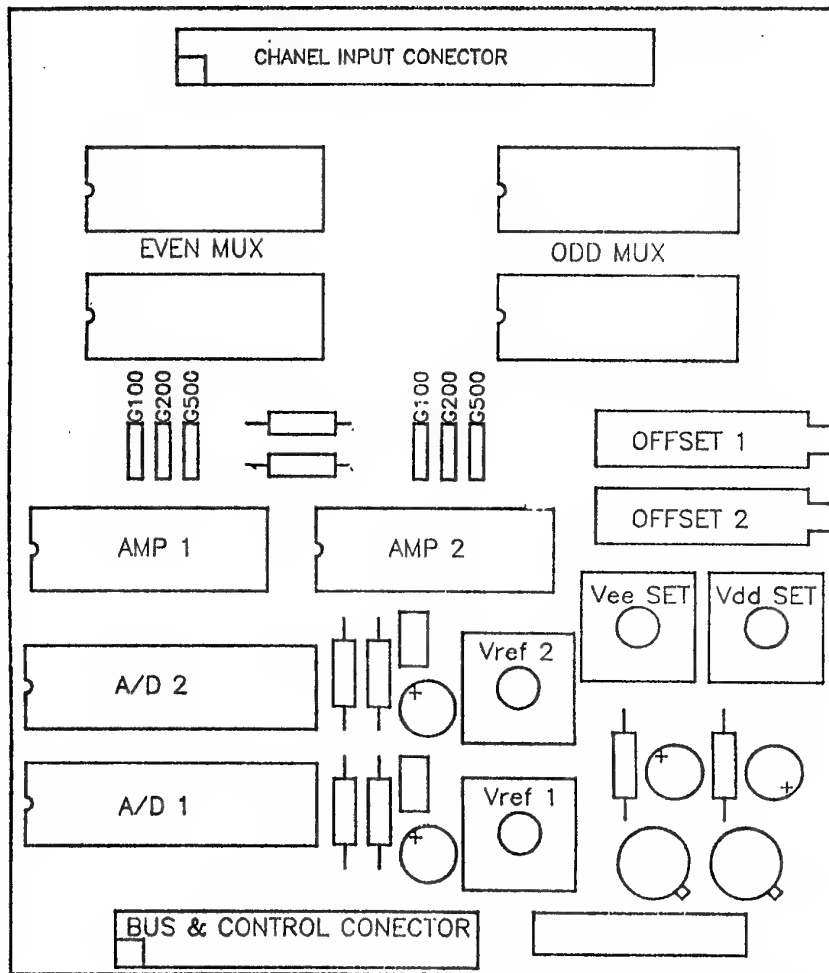 CHANEL INPUT CONECTOR
EVEN MUX
ODD MUX
G100
G200
G500
G100
G200
G500
OFFSET 1
OFFSET 2
AMP 1
AMP 2
Vee SET
Vdd SET
Vref 2
A/D 2
Vref 1
A/D 1
BUS & CONTROL CONECTOR